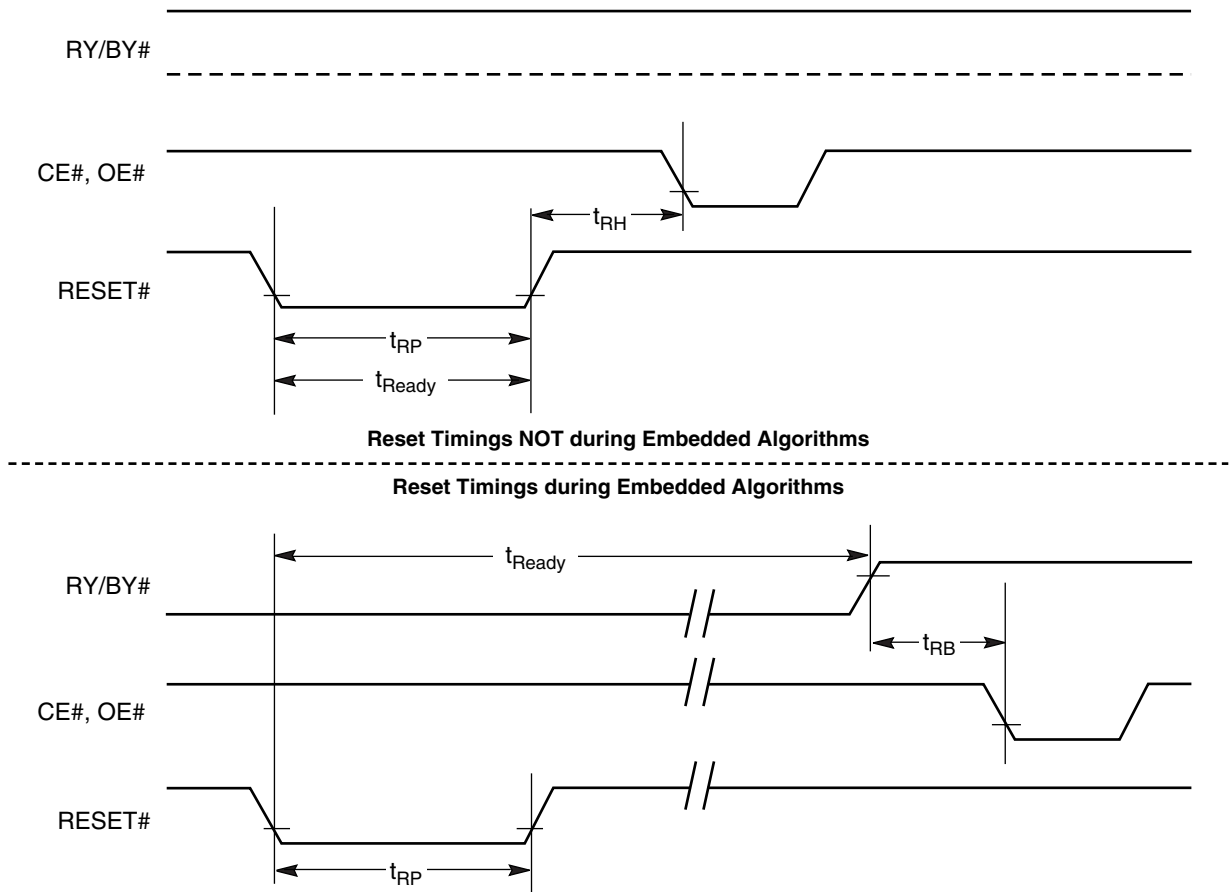 RY/BY#
CE#, OE#
tRH
RESET#
tRP
tReady
Reset Timings NOT during Embedded Algorithms
Reset Timings during Embedded Algorithms
tReady
RY/BY#
tRB
CE#, OE#
RESET#
tRP